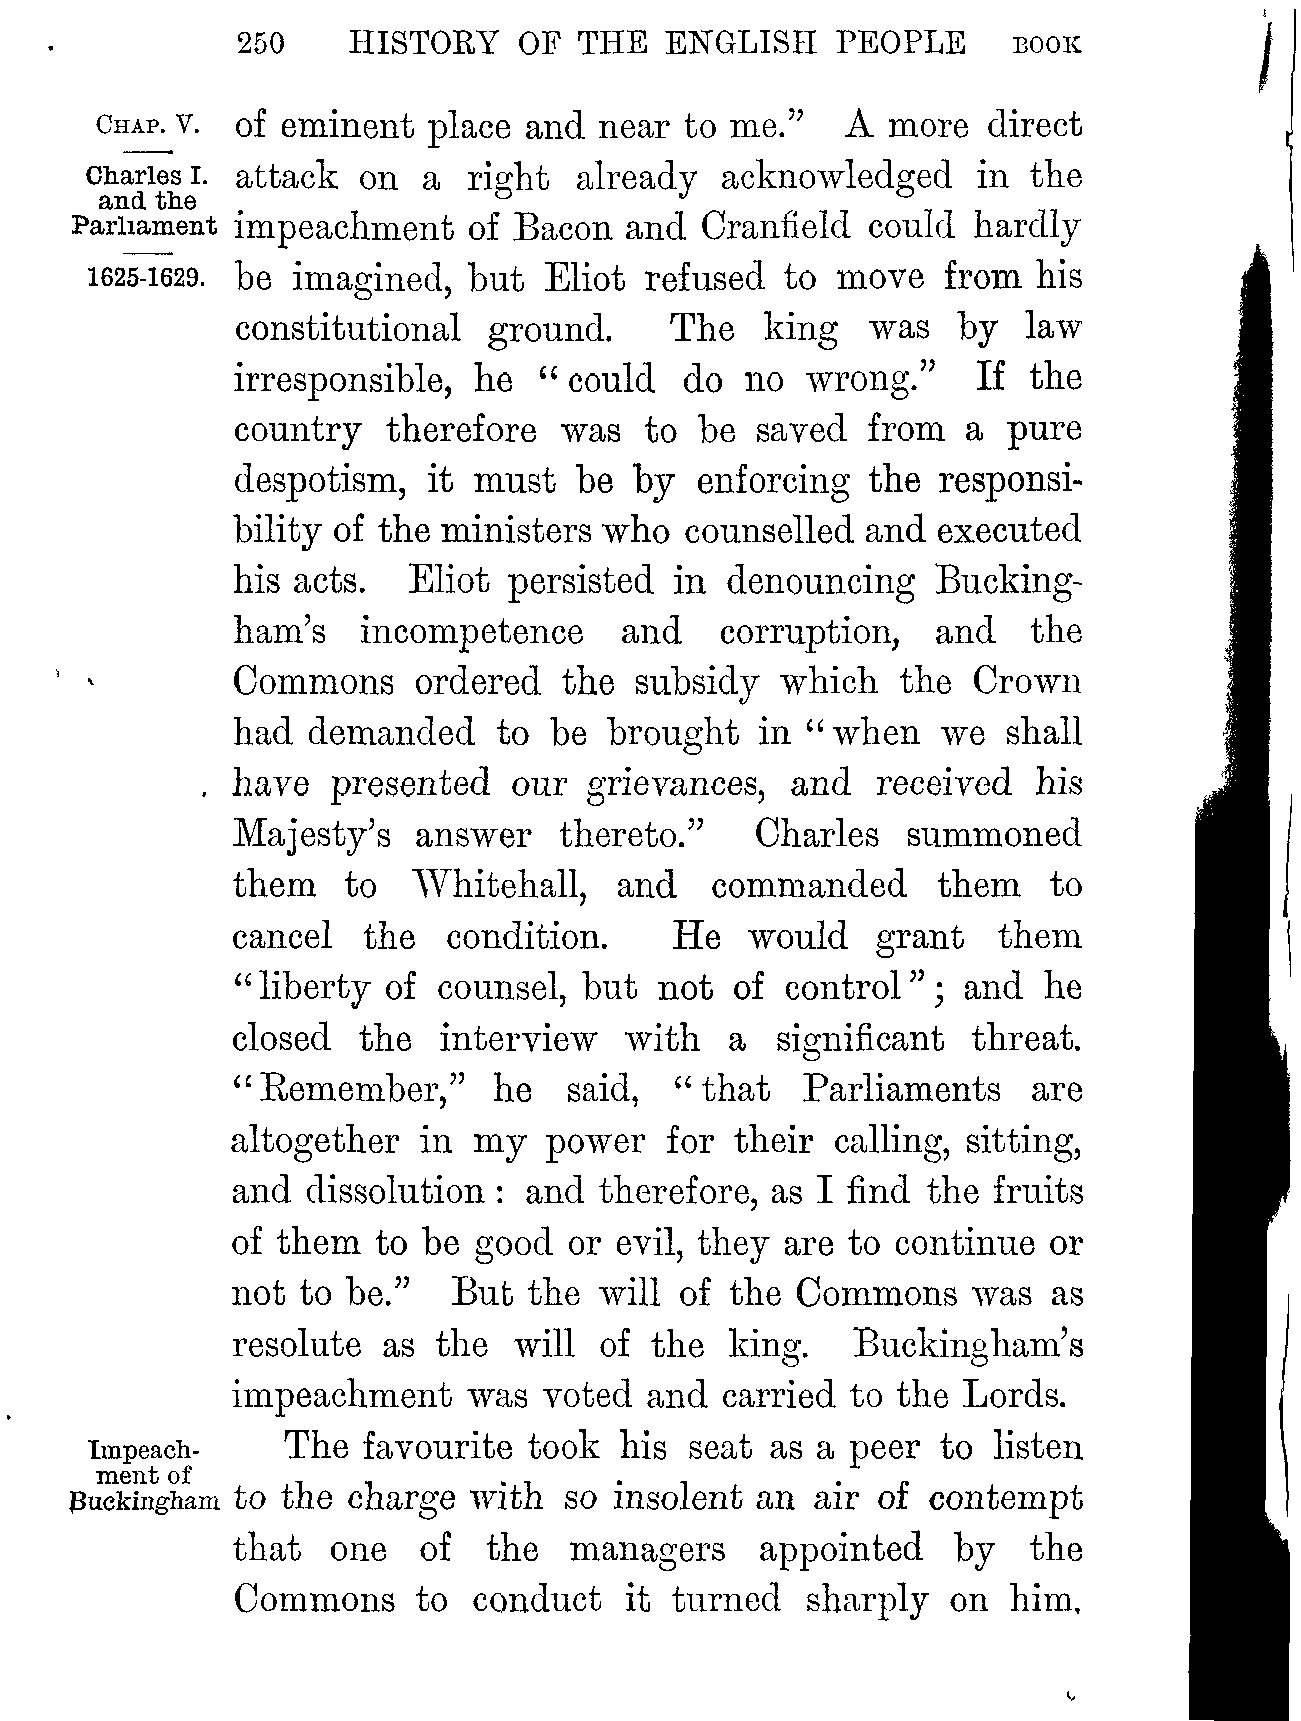 250 HISTORY OF THE ENGLISH PEOPLE BOOK
CHAP. V.
Charles I.
and the
Parliament
1625-1629.
of eminent place and near to me.” A more direct
attack on a right already acknowledged in the
impeachment of Bacon and Cranfield could hardly
be imagined, but Eliot refused to move from his
constitutional ground. The king was by law
irresponsible, he “could do no wrong.” If the
country therefore was to be saved from a pure
despotism, it must be by enforcing the responsi-
bility of the ministers who counselled and executed
his acts. Eliot persisted in denouncing Bucking-
ham’s incompetence and corruption, and the
Commons ordered the subsidy which the Crown
had demanded to be brought in “when we shall
have presented our grievances, and received his
Majesty’s answer thereto.” Charles summoned
them to Whitehall, and commanded them to
cancel the condition. He would grant them
“liberty of counsel, but not of control”; and he
closed the interview with a significant threat.
“Remember,” he said, “that Parliaments are
altogether in my power for their calling, sitting,
and dissolution: and therefore, as I find the fruits
of them to be good or evil, they are to continue or
not to be.” But the will of the Commons was as
resolute as the will of the king. Buckingham’s
impeachment was voted and carried to the Lords.
Impeach-
ment of
Buckingham
The favourite took his seat as a peer to listen
to the charge with so insolent an air of contempt
that one of the managers appointed by the
Commons to conduct it turned sharply on him.